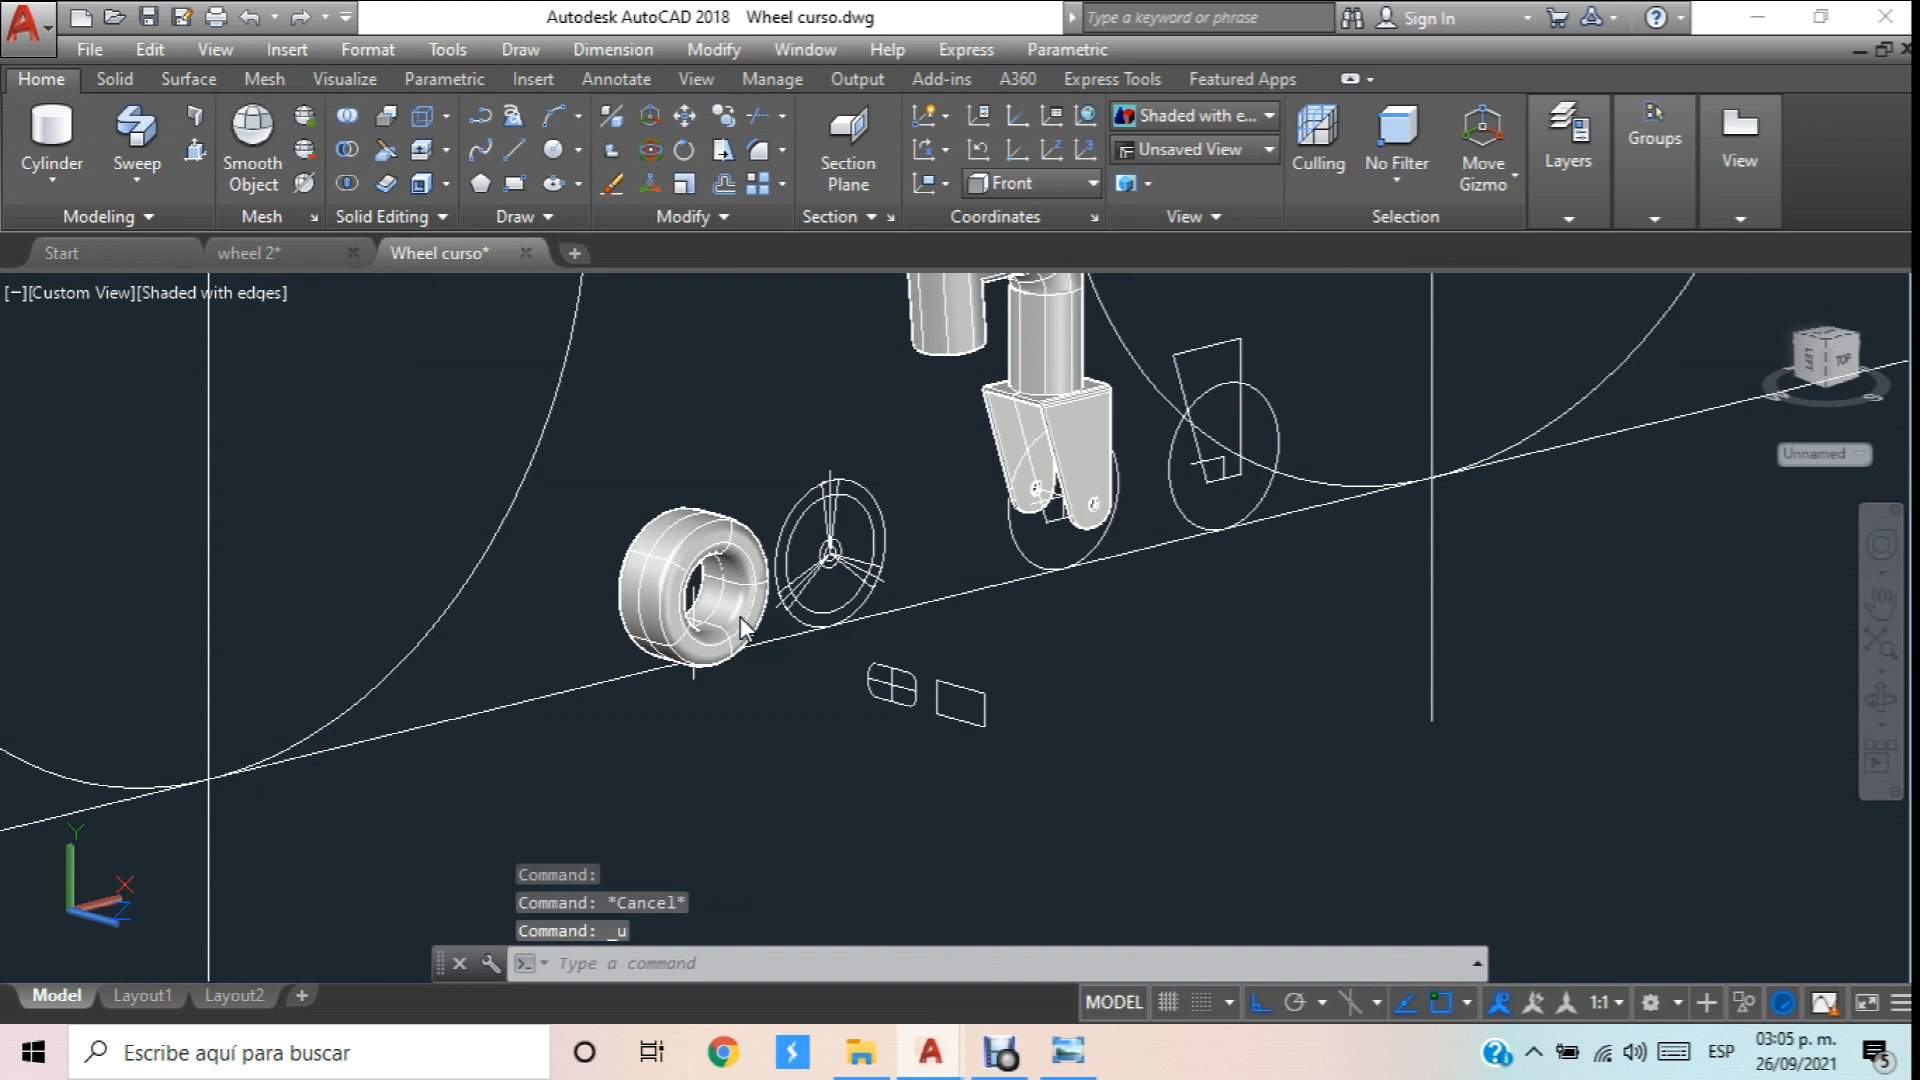 Autodesk AutoCAD 2018 Wheel curso.dwg
Type a keyword or phrase
Sign In
File Edit View Insert Format Tools Draw Dimension Modify Window Help Express Parametric
Home Solid Surface Mesh Visualize Parametric Insert Annotate View Manage Output Add-ins A360 Express Tools Featured Apps
Cylinder
Sweep
Smooth Object
Section Plane
Shaded with e...
Unsaved View
Front
Culling
No Filter
Move Gizmo
Layers
Groups
View
Modeling
Mesh
Solid Editing
Draw
Modify
Section
Coordinates
View
Selection
Start
wheel 2*
Wheel curso*
[−][Custom View][Shaded with edges]
LEFT
TOP
S
Unnamed
Y
X
Z
Command:
Command: *Cancel*
Command: _u
Type a command
Model
Layout1
Layout2
MODEL
1:1
Escribe aquí para buscar
ESP
03:05 p. m.
26/09/2021
5